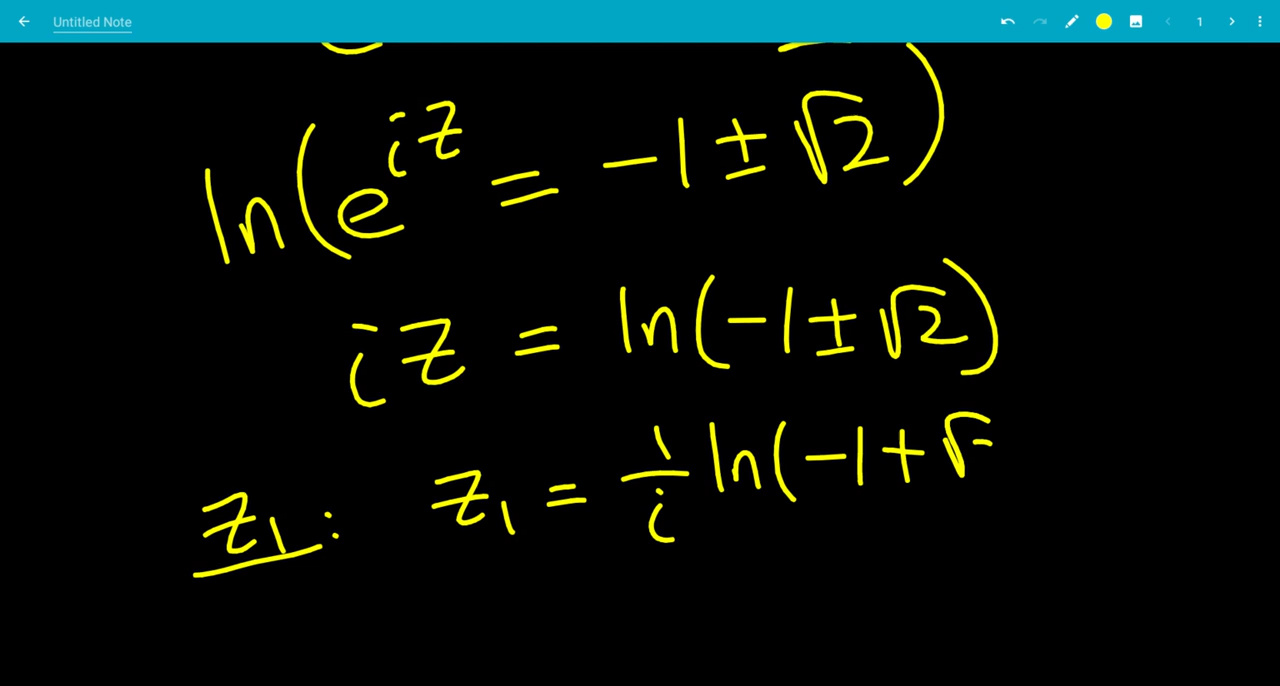 Untitled Note
1
ln(e^{iz} = -1 ± √2)
iz = ln(-1 ± √2)
z₁: z₁ = 1/i ln(-1 + √